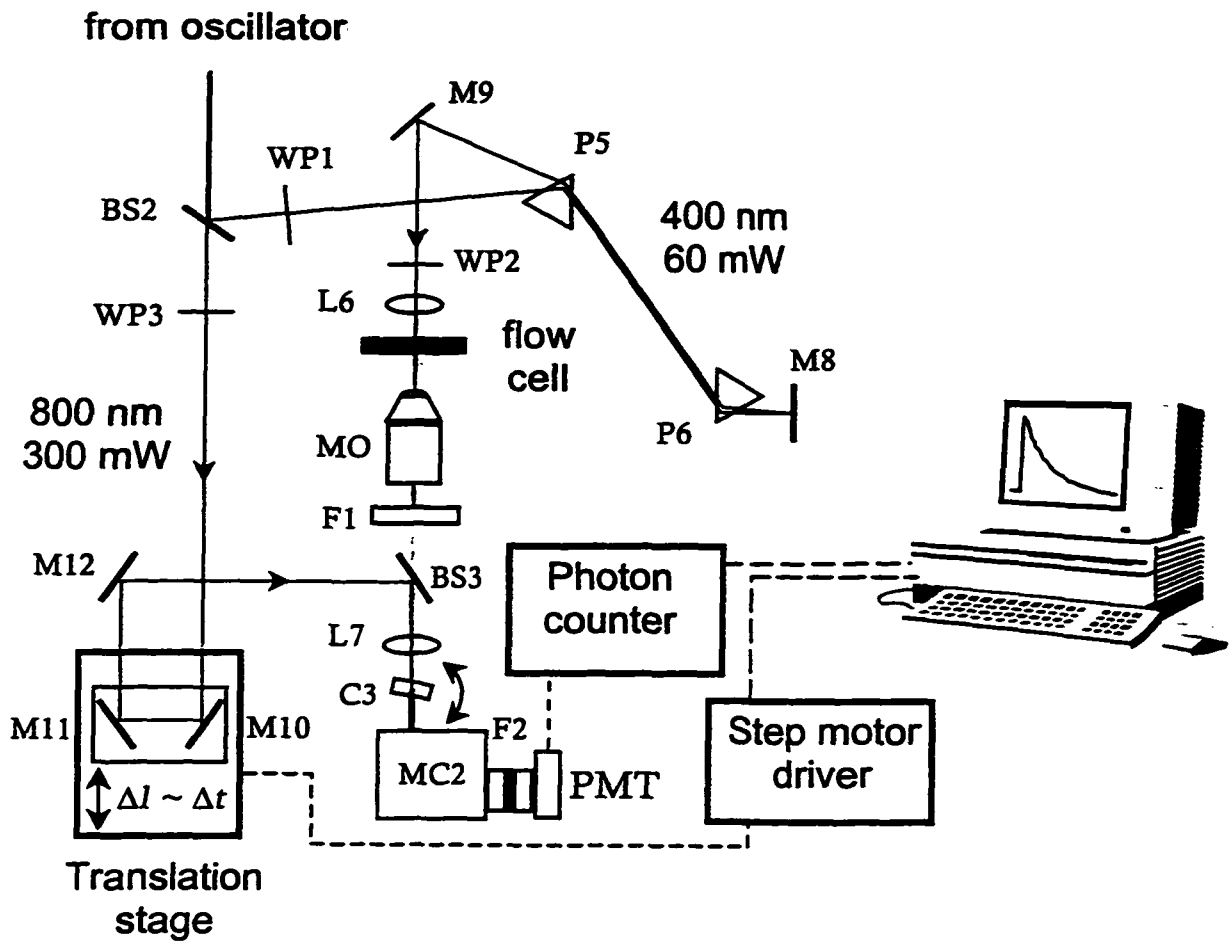 from oscillator
M9
P5
WP1
BS2
400 nm
60 mW
WP2
L6
WP3
flow
cell
M8
800 nm
300 mW
MO
P6
F1
M12
BS3
Photon
counter
L7
C3
M11
M10
F2
MC2
PMT
Step motor
driver
Δl ~ Δt
Translation
stage